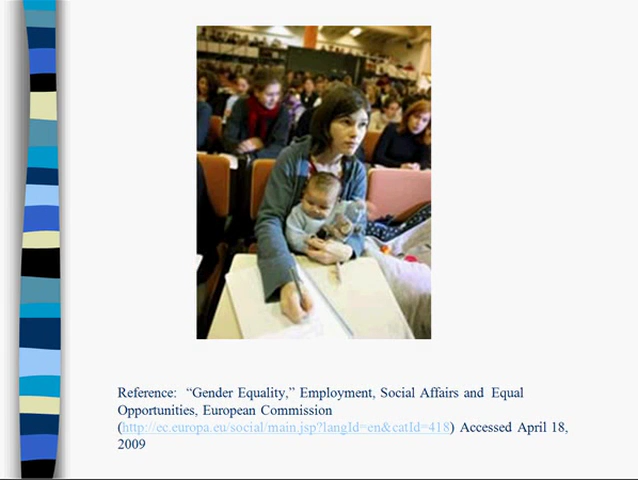 Reference: “Gender Equality,” Employment, Social Affairs and Equal
Opportunities, European Commission
(http://ec.europa.eu/social/main.jsp?langId=en&catId=418) Accessed April 18,
2009